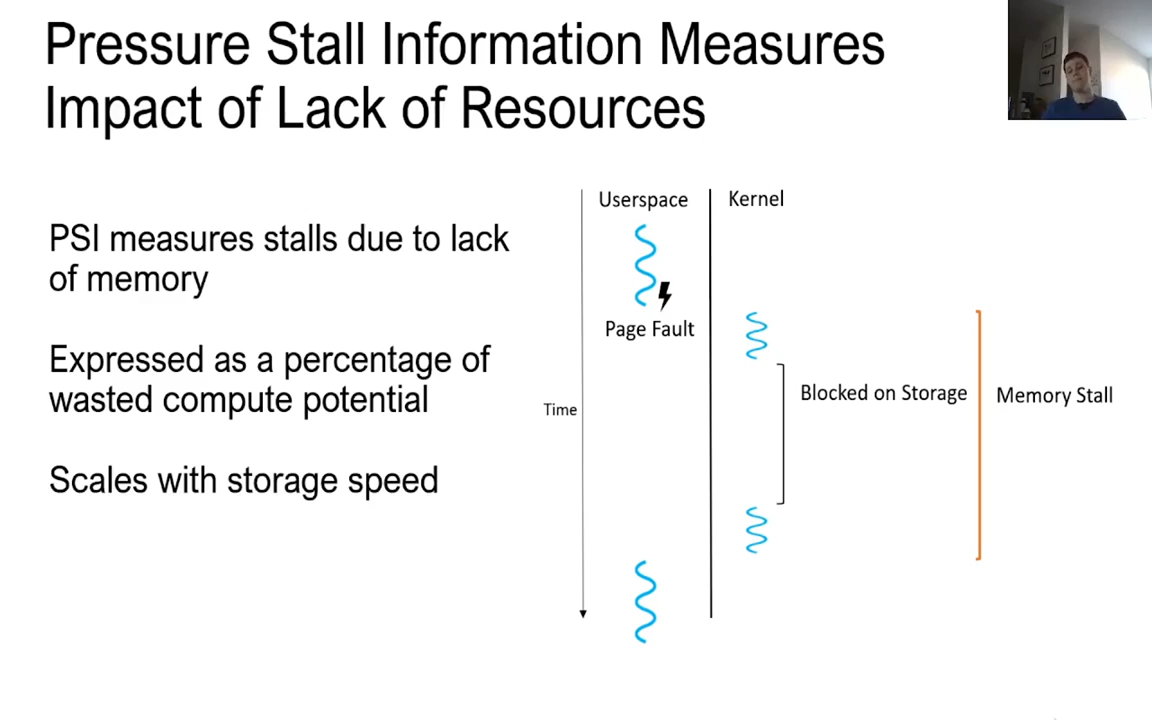 Pressure Stall Information Measures
Impact of Lack of Resources
PSI measures stalls due to lack
of memory
Expressed as a percentage of
wasted compute potential
Scales with storage speed
Userspace
Kernel
Page Fault
Time
Blocked on Storage
Memory Stall